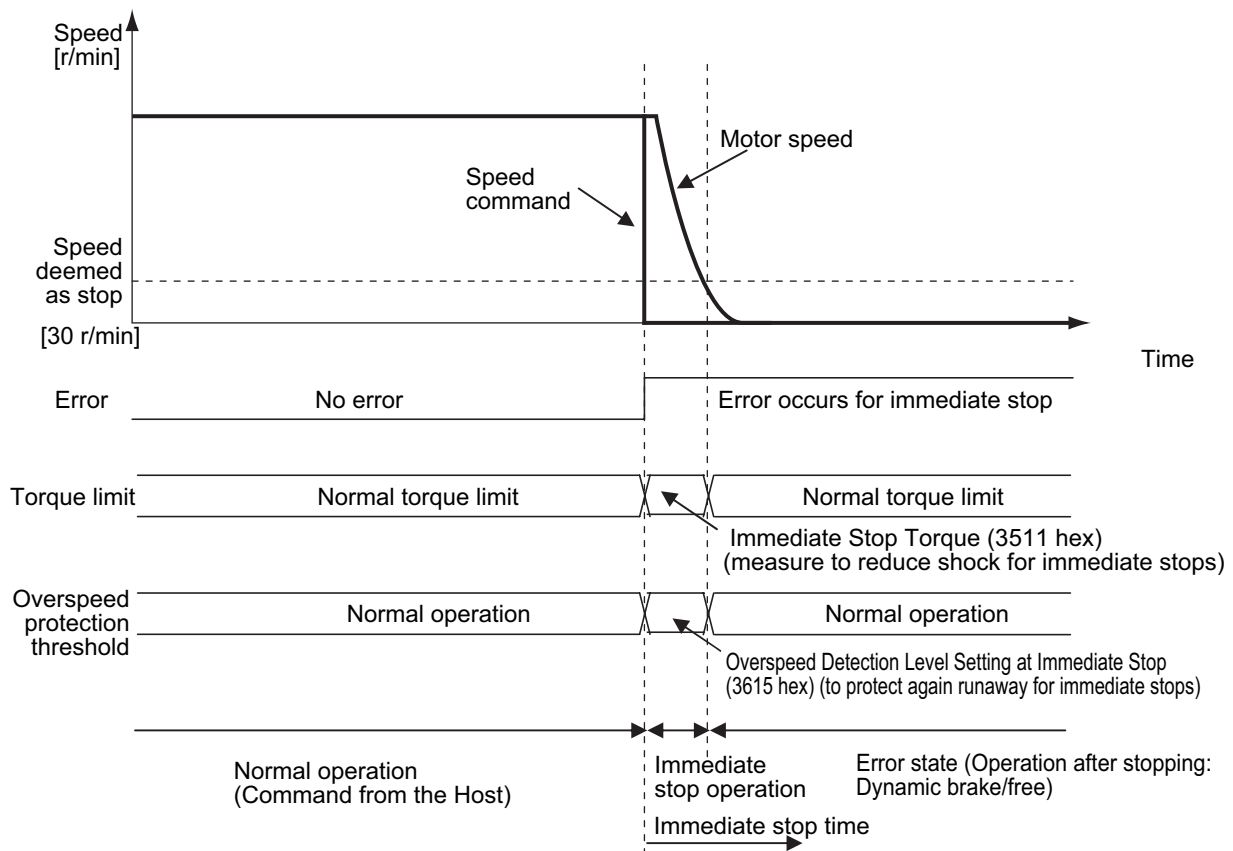 Speed
[r/min]
Motor speed
Speed
command
Speed
deemed
as stop
[30 r/min]
Time
Error
No error
Error occurs for immediate stop
Torque limit
Normal torque limit
Normal torque limit
Immediate Stop Torque (3511 hex)
(measure to reduce shock for immediate stops)
Overspeed
protection
threshold
Normal operation
Normal operation
Overspeed Detection Level Setting at Immediate Stop
(3615 hex) (to protect again runaway for immediate stops)
Normal operation
(Command from the Host)
Immediate
stop operation
Error state (Operation after stopping:
Dynamic brake/free)
Immediate stop time